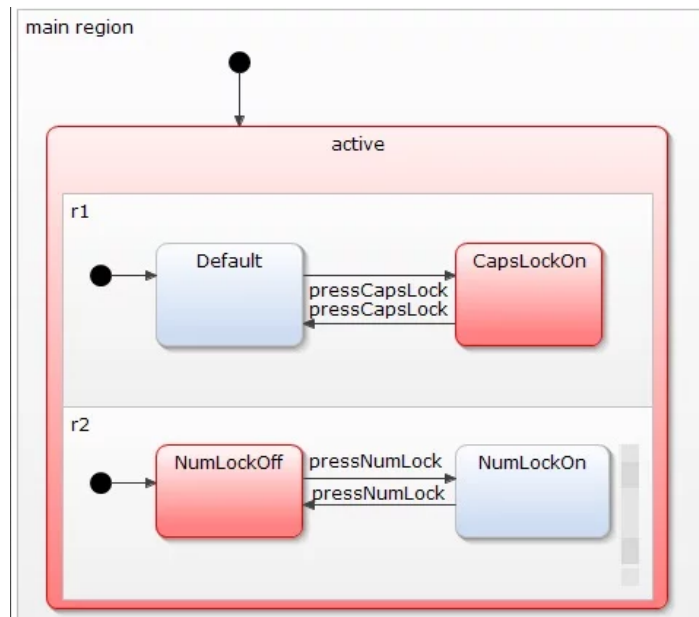 main region
active
r1
Default
CapsLockOn
pressCapsLock
pressCapsLock
r2
NumLockOff
pressNumLock
NumLockOn
pressNumLock